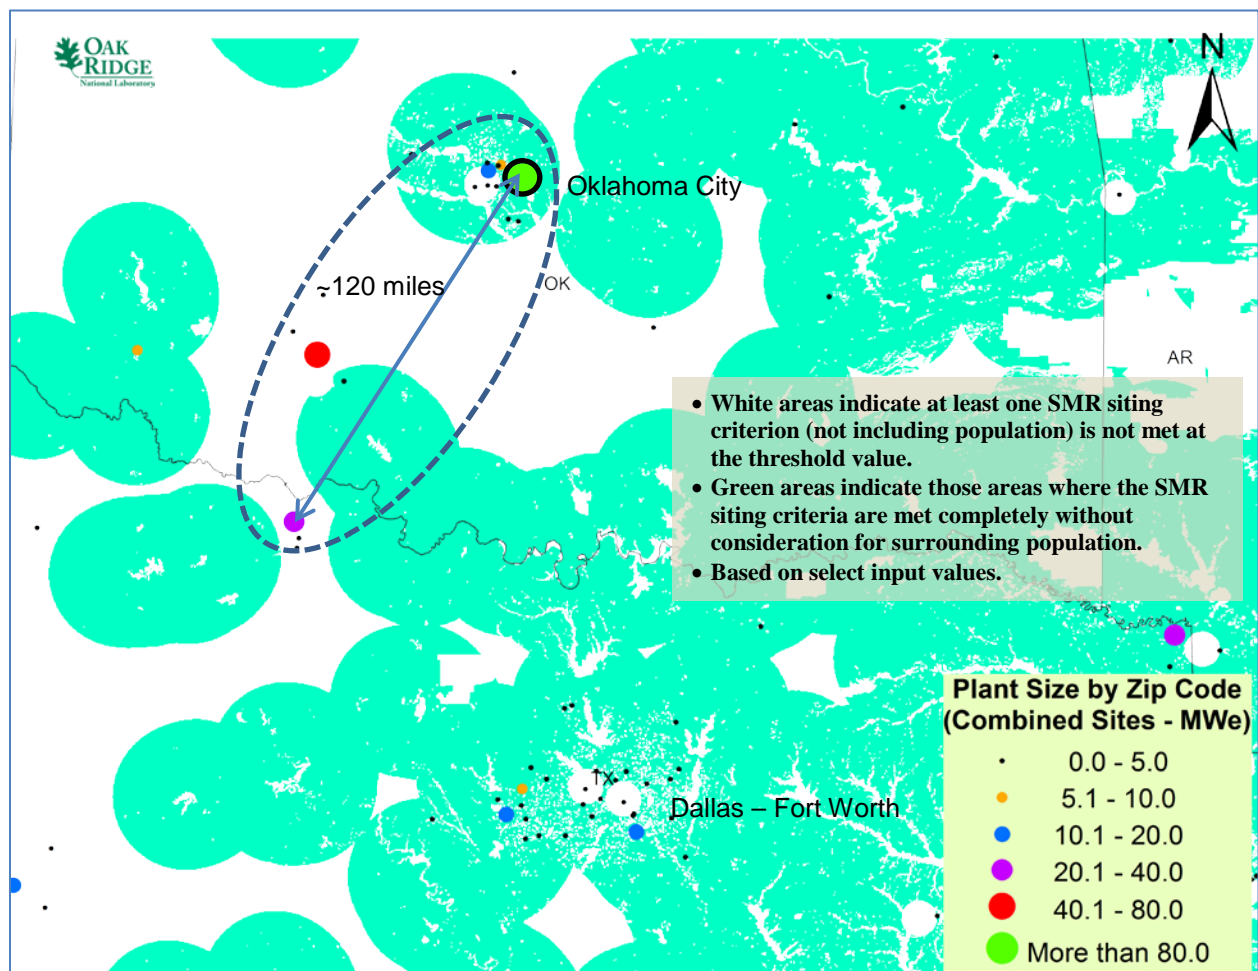 OAK
RIDGE
National Laboratory
N
Oklahoma City
~120 miles
OK
AR
• White areas indicate at least one SMR siting
criterion (not including population) is not met at
the threshold value.
• Green areas indicate those areas where the SMR
siting criteria are met completely without
consideration for surrounding population.
• Based on select input values.
TX
Dallas – Fort Worth
Plant Size by Zip Code
(Combined Sites - MWe)
0.0 - 5.0
5.1 - 10.0
10.1 - 20.0
20.1 - 40.0
40.1 - 80.0
More than 80.0